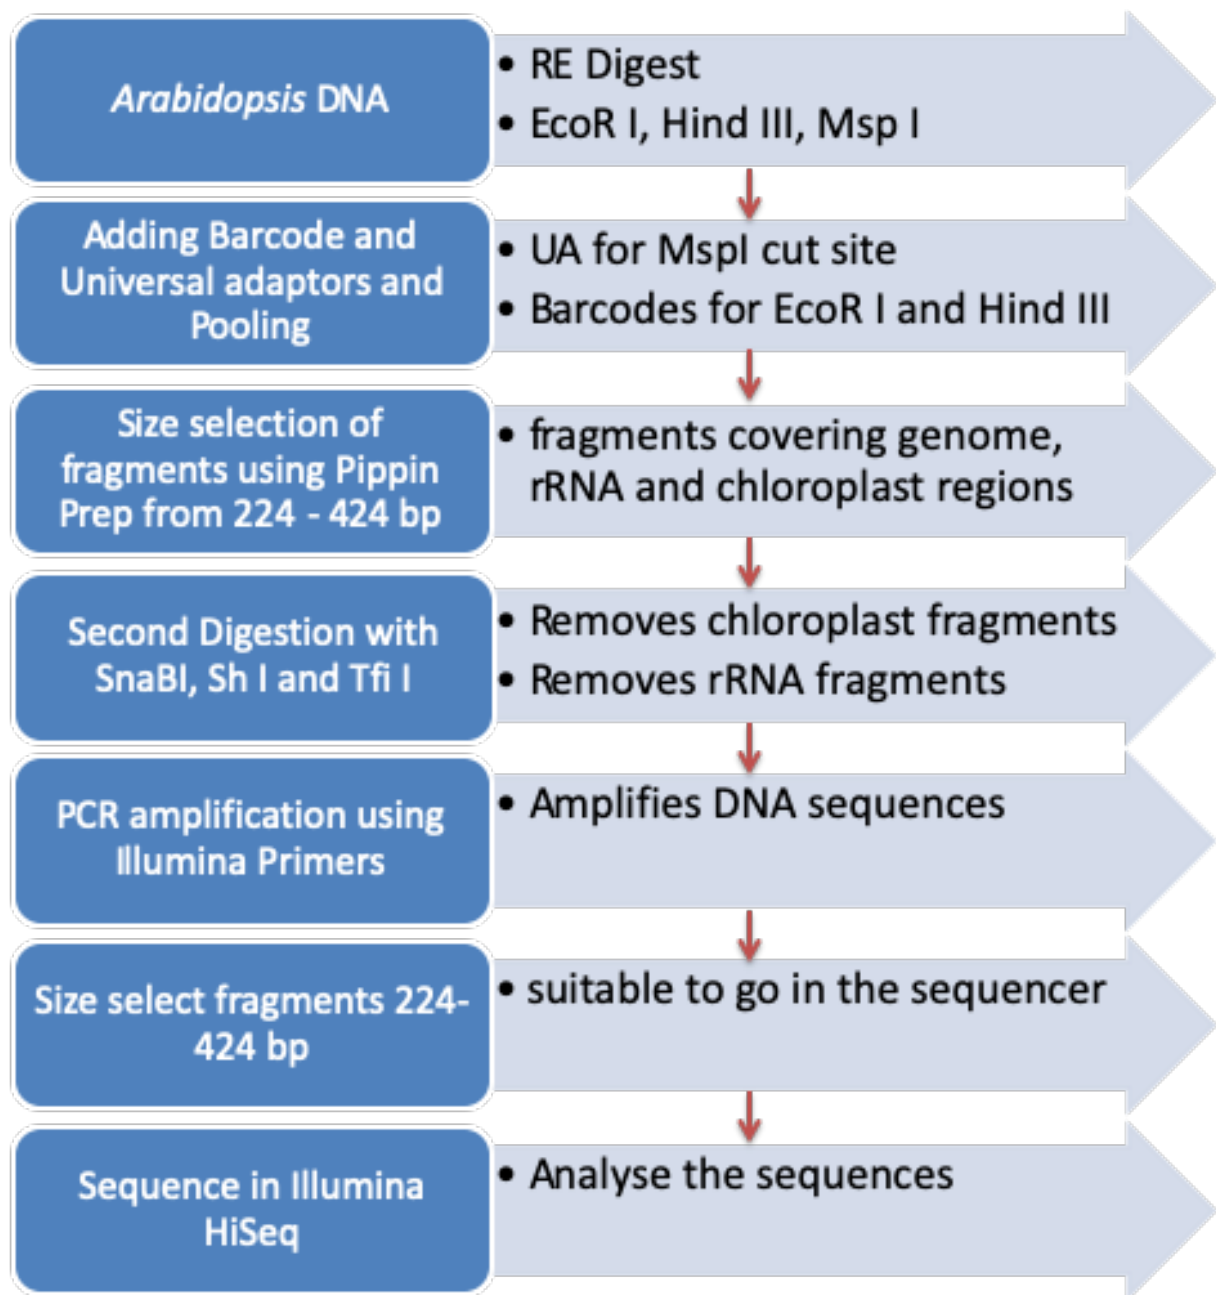 Arabidopsis DNA
• RE Digest
• EcoR I, Hind III, Msp I
Adding Barcode and
Universal adaptors and
Pooling
• UA for MspI cut site
• Barcodes for EcoR I and Hind III
Size selection of
fragments using Pippin
Prep from 224 - 424 bp
• fragments covering genome,
rRNA and chloroplast regions
Second Digestion with
SnaBI, Sh I and Tfi I
• Removes chloroplast fragments
• Removes rRNA fragments
PCR amplification using
Illumina Primers
• Amplifies DNA sequences
Size select fragments 224-
424 bp
• suitable to go in the sequencer
Sequence in Illumina
HiSeq
• Analyse the sequences